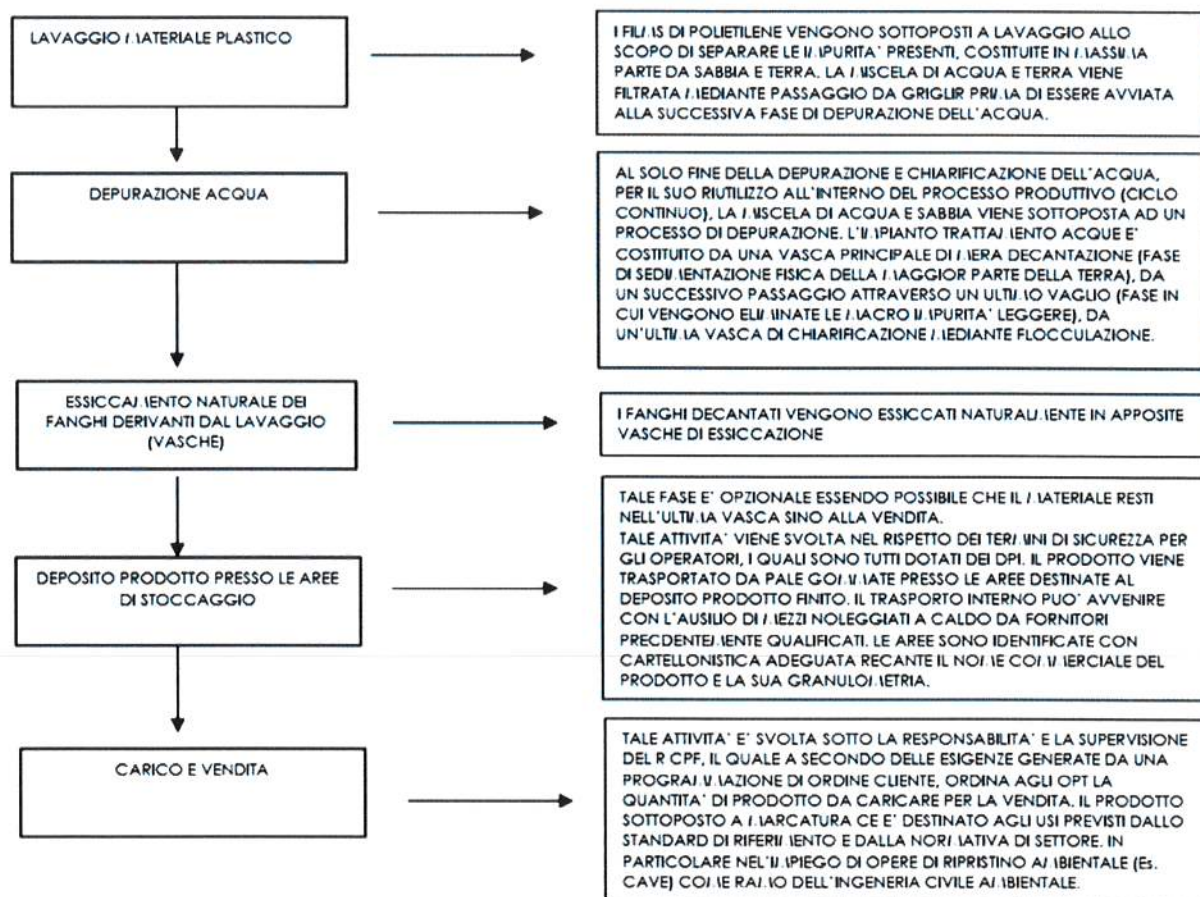 LAVAGGIO MATERIALE PLASTICO
I FILMS DI POLIETILENE VENGONO SOTTOPOSTI A LAVAGGIO ALLO
SCOPO DI SEPARARE LE IMPURITA' PRESENTI, COSTITUITE IN MASSIMA
PARTE DA SABBIA E TERRA. LA MISCELA DI ACQUA E TERRA VIENE
FILTRATA MEDIANTE PASSAGGIO DA GRIGLIR PRIMA DI ESSERE AVVIATA
ALLA SUCCESSIVA FASE DI DEPURAZIONE DELL'ACQUA.
DEPURAZIONE ACQUA
AL SOLO FINE DELLA DEPURAZIONE E CHIARIFICAZIONE DELL'ACQUA,
PER IL SUO RIUTILIZZO ALL'INTERNO DEL PROCESSO PRODUTTIVO (CICLO
CONTINUO), LA MISCELA DI ACQUA E SABBIA VIENE SOTTOPOSTA AD UN
PROCESSO DI DEPURAZIONE. L'IMPIANTO TRATTAMENTO ACQUE E'
COSTITUITO DA UNA VASCA PRINCIPALE DI MERA DECANTAZIONE (FASE
DI SEDIMENTAZIONE FISICA DELLA MAGGIOR PARTE DELLA TERRA), DA
UN SUCCESSIVO PASSAGGIO ATTRAVERSO UN ULTIMO VAGLIO (FASE IN
CUI VENGONO ELIMINATE LE MACRO IMPURITA' LEGGERE), DA
UN'ULTIMA VASCA DI CHIARIFICAZIONE MEDIANTE FLOCCULAZIONE.
ESSICCAMENTO NATURALE DEI
FANGHI DERIVANTI DAL LAVAGGIO
(VASCHE)
I FANGHI DECANTATI VENGONO ESSICCATI NATURALMENTE IN APPOSITE
VASCHE DI ESSICCAZIONE
DEPOSITO PRODOTTO PRESSO LE AREE
DI STOCCAGGIO
TALE FASE E' OPZIONALE ESSENDO POSSIBILE CHE IL MATERIALE RESTI
NELL'ULTIMA VASCA SINO ALLA VENDITA.
TALE ATTIVITA' VIENE SVOLTA NEL RISPETTO DEI TERMINI DI SICUREZZA PER
GLI OPERATORI, I QUALI SONO TUTTI DOTATI DEI DPI. IL PRODOTTO VIENE
TRASPORTATO DA PALE GOMMATE PRESSO LE AREE DESTINATE AL
DEPOSITO PRODOTTO FINITO. IL TRASPORTO INTERNO PUO' AVVENIRE
CON L'AUSILIO DI MEZZI NOLEGGIATI A CALDO DA FORNITORI
PRECDENTEMENTE QUALIFICATI. LE AREE SONO IDENTIFICATE CON
CARTELLONISTICA ADEGUATA RECANTE IL NOME COMMERCIALE DEL
PRODOTTO E LA SUA GRANULOMETRIA.
CARICO E VENDITA
TALE ATTIVITA' E' SVOLTA SOTTO LA RESPONSABILITA' E LA SUPERVISIONE
DEL R CPF, IL QUALE A SECONDO DELLE ESIGENZE GENERATE DA UNA
PROGRAMMAZIONE DI ORDINE CLIENTE, ORDINA AGLI OPT LA
QUANTITA' DI PRODOTTO DA CARICARE PER LA VENDITA. IL PRODOTTO
SOTTOPOSTO A MARCATURA CE E' DESTINATO AGLI USI PREVISTI DALLO
STANDARD DI RIFERIMENTO E DALLA NORMATIVA DI SETTORE. IN
PARTICOLARE NEL'IMPIEGO DI OPERE DI RIPRISTINO AMBIENTALE (Es.
CAVE) COME RAMO DELL'INGENERIA CIVILE AMBIENTALE.